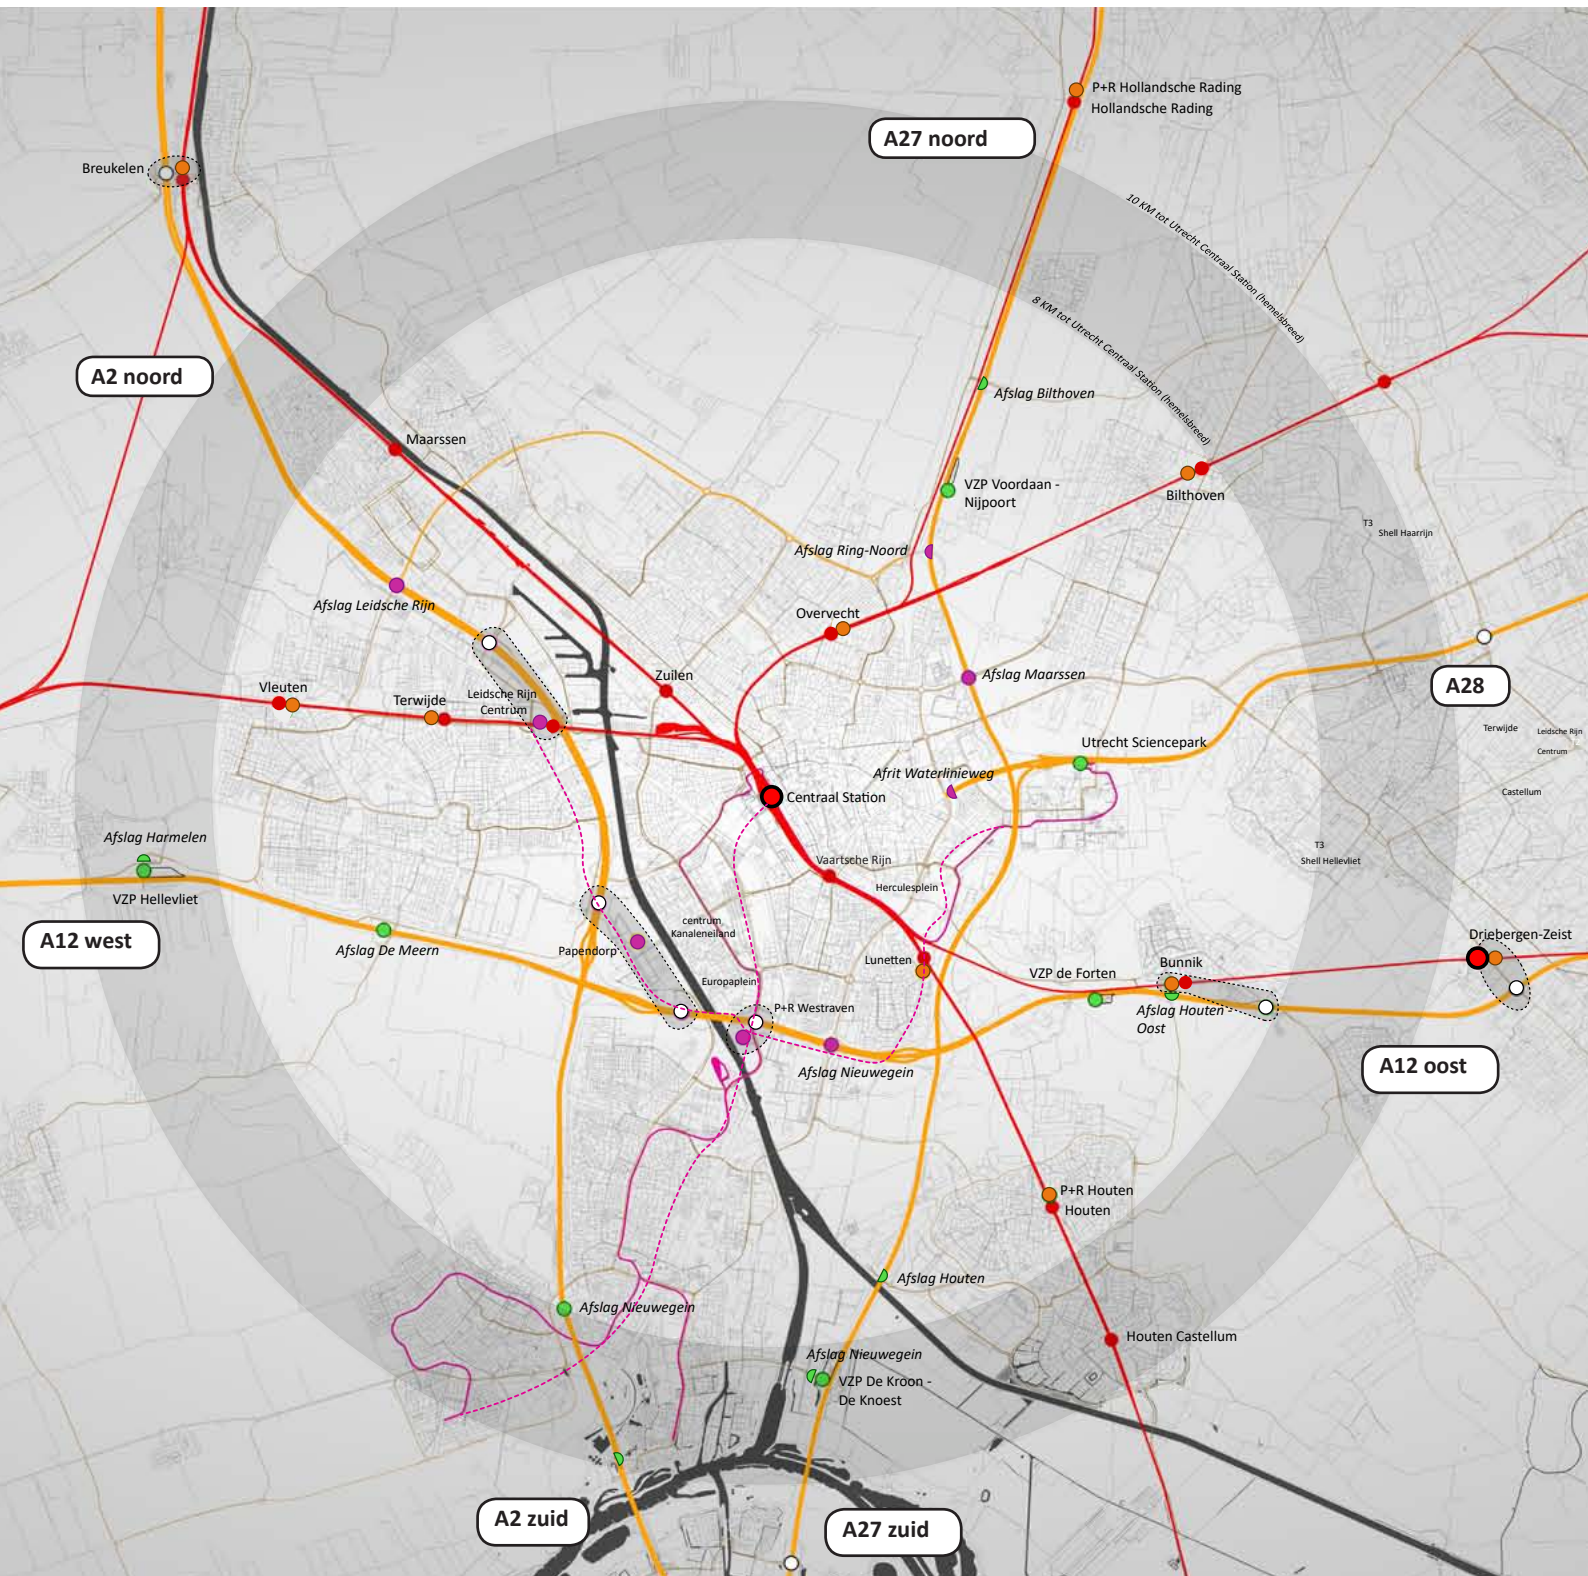 P+R Hollandsche Rading
Hollandsche Rading
A27 noord
Breukelen
10 KM tot Utrecht Centraal Station (hemelsbreed)
8 KM tot Utrecht Centraal Station (hemelsbreed)
A2 noord
Afslag Bilthoven
Maarssen
VZP Voordaan -
Nijpoort
Bilthoven
T3
Shell Haarrijn
Afslag Ring-Noord
Afslag Leidsche Rijn
Overvecht
Zuilen
Afslag Maarssen
A28
Vleuten
Terwijde
Leidsche Rijn
Centrum
Terwijde
Leidsche Rijn
Centrum
Utrecht Sciencepark
Afrit Waterlinieweg
Centraal Station
Castellum
Afslag Harmelen
VZP Hellevliet
T3
Shell Hellevliet
Vaartsche Rijn
Herculesplein
A12 west
Afslag De Meern
centrum
Kanaleneiland
Papendorp
Lunetten
Driebergen-Zeist
Europaplein
VZP de Forten
Bunnik
P+R Westraven
Afslag Houten -
Oost
Afslag Nieuwegein
A12 oost
P+R Houten
Houten
Afslag Houten
Afslag Nieuwegein
Houten Castellum
Afslag Nieuwegein
VZP De Kroon -
De Knoest
A2 zuid
A27 zuid